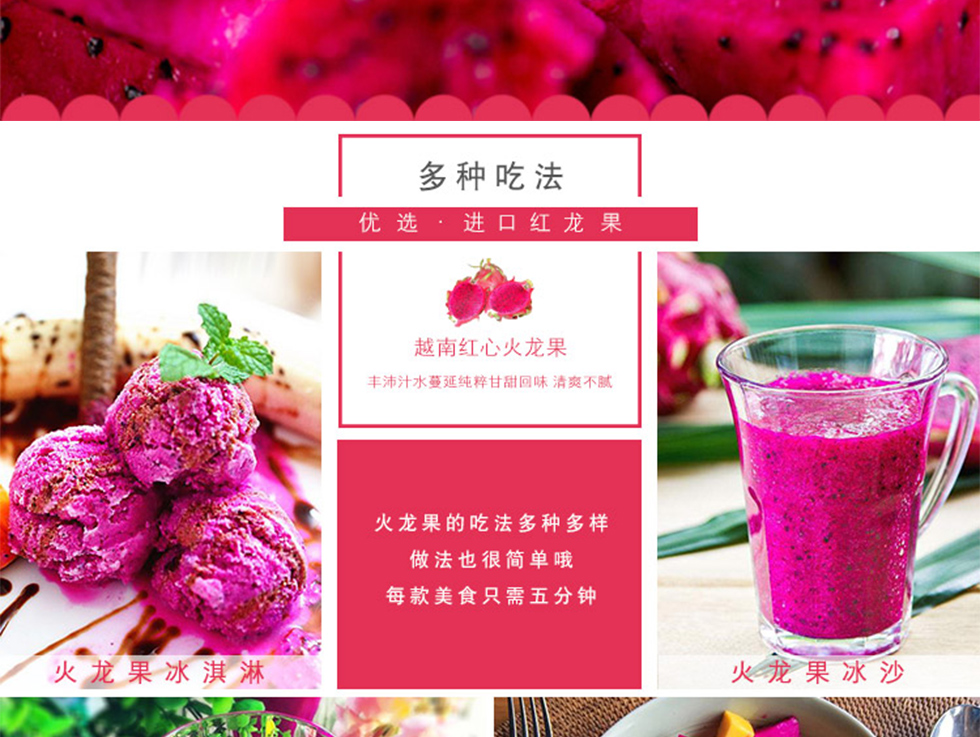 多种吃法
优选·进口红龙果
越南红心火龙果
丰沛汁水蔓延纯粹甘甜回味 清爽不腻
火龙果的吃法多种多样
做法也很简单哦
每款美食只需五分钟
火龙果冰淇淋
火龙果冰沙